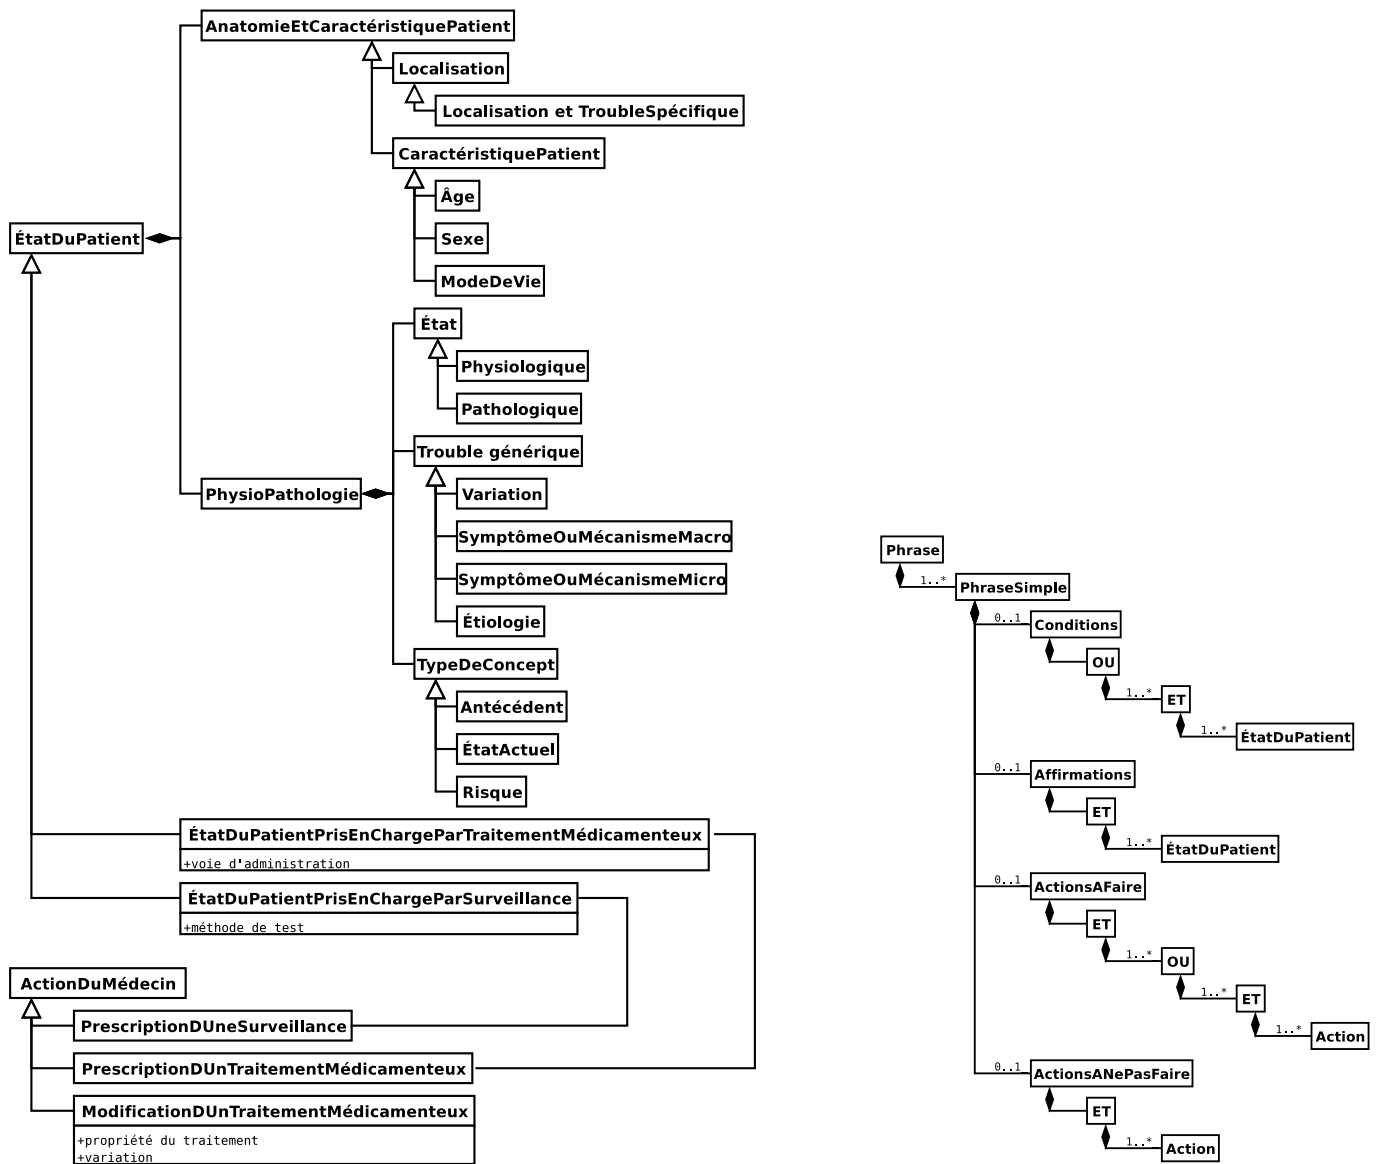 AnatomieEtCaractéristiquePatient
Localisation
Localisation et TroubleSpécifique
CaractéristiquePatient
Âge
ÉtatDuPatient
Sexe
ModeDeVie
État
Physiologique
Pathologique
Trouble générique
PhysioPathologie
Variation
SymptômeOuMécanismeMacro
SymptômeOuMécanismeMicro
Étiologie
TypeDeConcept
Antécédent
ÉtatActuel
Risque
ÉtatDuPatientPrisEnChargeParTraitementMédicamenteux
+voie d'administration
ÉtatDuPatientPrisEnChargeParSurveillance
+méthode de test
ActionDuMédecin
PrescriptionDUneSurveillance
PrescriptionDUnTraitementMédicamenteux
ModificationDUnTraitementMédicamenteux
+propriété du traitement
+variation
Phrase
1..*
PhraseSimple
0..1
Conditions
OU
1..*
ET
1..*
ÉtatDuPatient
0..1
Affirmations
ET
1..*
ÉtatDuPatient
0..1
ActionsAFaire
ET
1..*
OU
1..*
ET
1..*
Action
0..1
ActionsANePasFaire
ET
1..*
Action